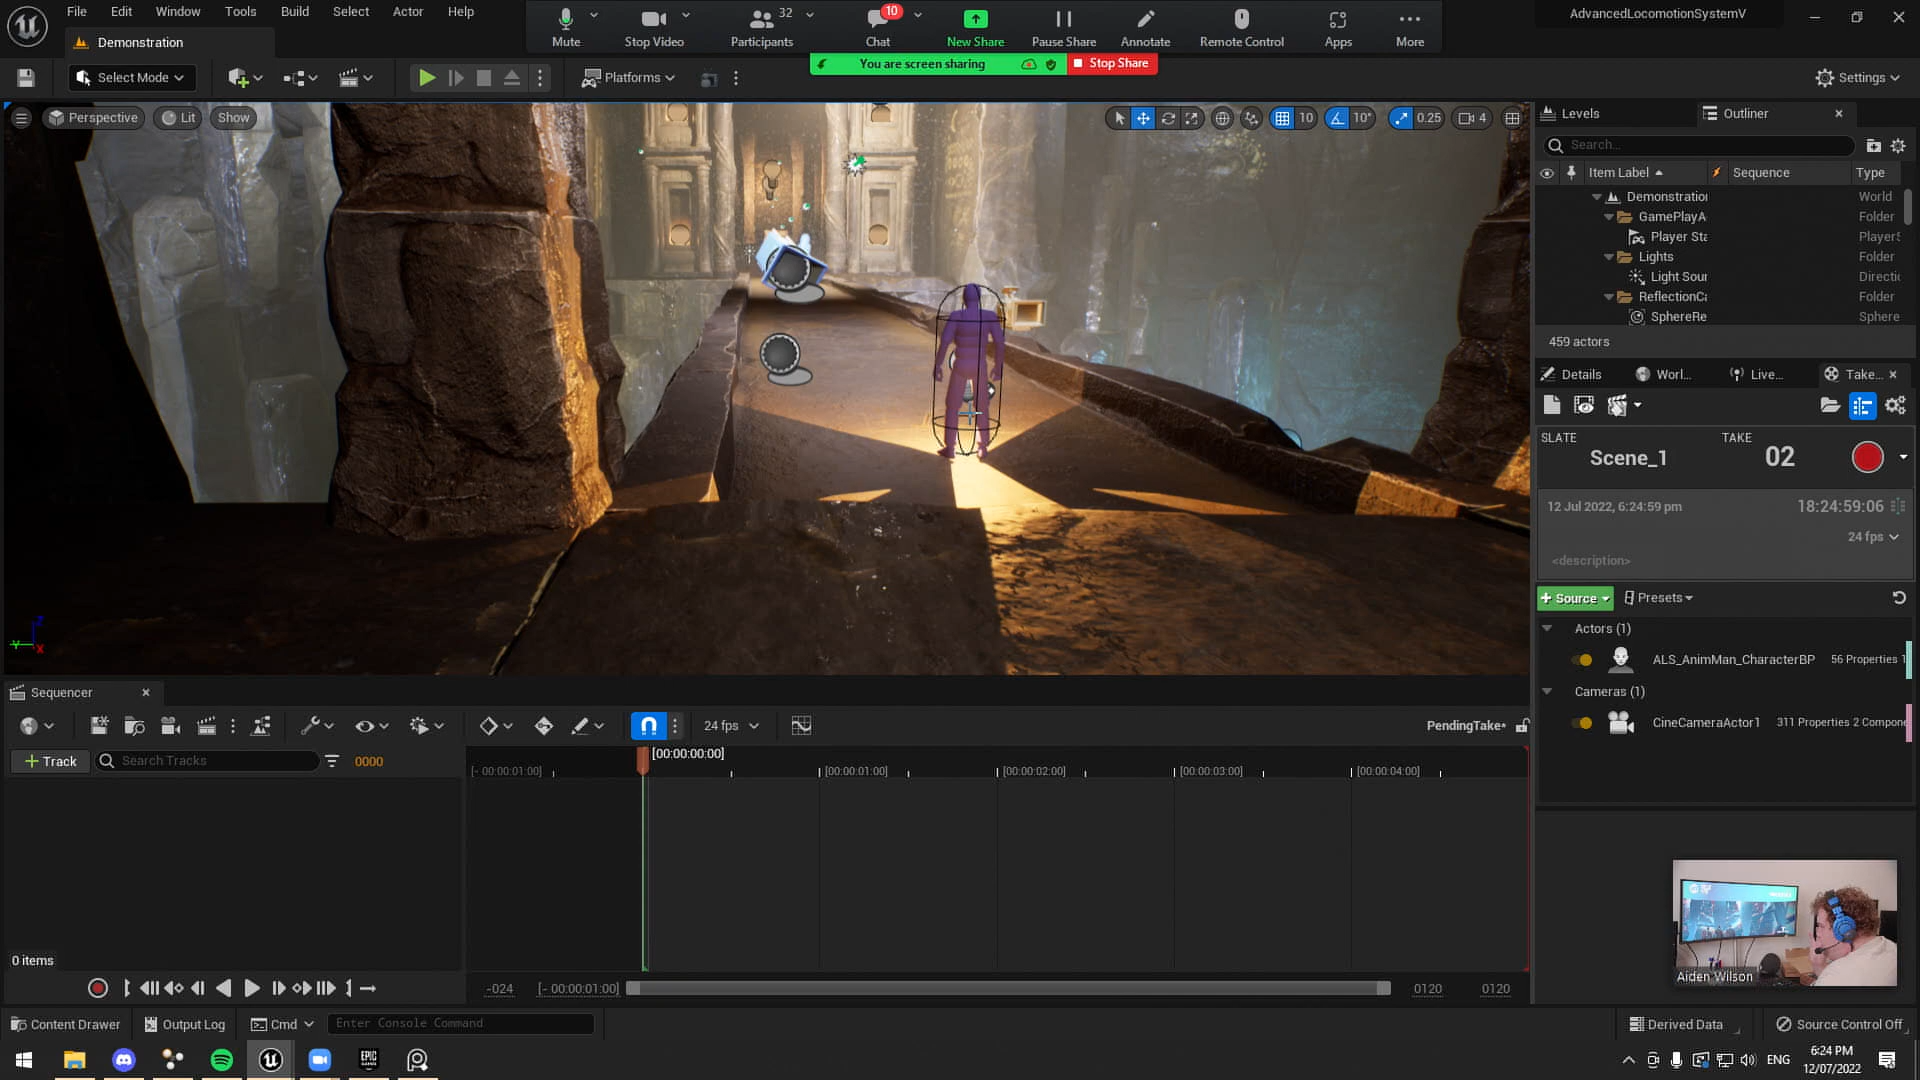 File Edit Window Tools Build Select Actor Help
Demonstration
Mute Stop Video Participants 32 Chat 10 New Share Pause Share Annotate Remote Control Apps More
You are screen sharing Stop Share
AdvancedLocomotionSystemV
Select Mode
Platforms
Settings
Perspective Lit Show
10 10° 0.25 4
Levels Outliner
Search...
Item Label Sequence Type
Demonstration World
GamePlayA Folder
Player Sta PlayerS
Lights Folder
Light Sour Directic
ReflectionCa Folder
SphereRe Sphere
459 actors
Details Worl... Live... Take...
SLATE TAKE
Scene_1 02
12 Jul 2022, 6:24:59 pm 18:24:59:06
24 fps
<description>
Source Presets
Actors (1)
ALS_AnimMan_CharacterBP 56 Properties 1
Cameras (1)
CineCameraActor1 311 Properties 2 Compone
Z
Y
X
Sequencer
24 fps
PendingTake*
Track Search Tracks 0000
[00:00:00:00]
[- 00:00:01:00] [00:00:01:00] [00:00:02:00] [00:00:03:00] [00:00:04:00]
0 items
-024 [- 00:00:01:00] 0120 0120
Aiden Wilson
Content Drawer Output Log Cmd Enter Console Command Derived Data Source Control Off
EPIC GAMES
ENG
6:24 PM
12/07/2022